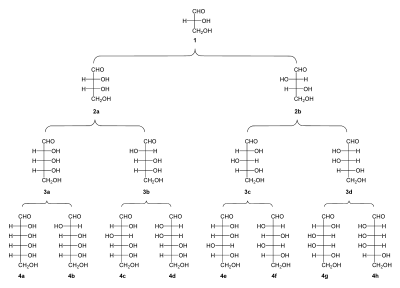 CHO
H OH
CH2OH
1
CHO CHO
H OH HO H
H OH H OH
CH2OH CH2OH
2a 2b
CHO CHO CHO CHO
H OH HO H H OH HO H
H OH H OH HO H HO H
H OH H OH H OH H OH
CH2OH CH2OH CH2OH CH2OH
3a 3b 3c 3d
CHO CHO CHO CHO CHO CHO CHO CHO
H OH HO H H OH HO H H OH HO H H OH HO H
H OH H OH HO H HO H H OH H OH HO H HO H
H OH H OH H OH H OH HO H HO H HO H HO H
H OH H OH H OH H OH H OH H OH H OH H OH
CH2OH CH2OH CH2OH CH2OH CH2OH CH2OH CH2OH CH2OH
4a 4b 4c 4d 4e 4f 4g 4h